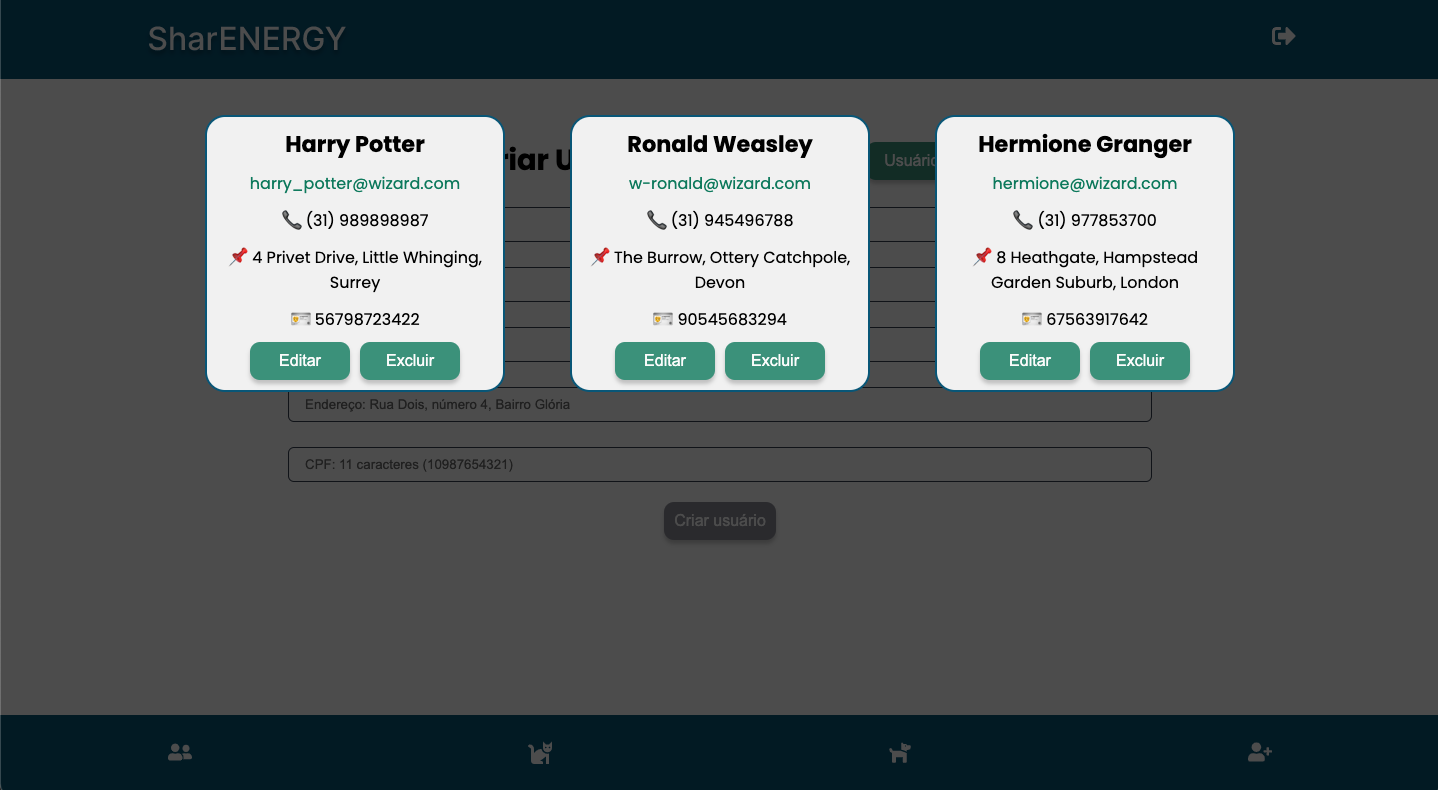 SharENERGY
Harry Potter
harry_potter@wizard.com
(31) 989898987
4 Privet Drive, Little Whinging,
Surrey
56798723422
Editar Excluir
Ronald Weasley
w-ronald@wizard.com
(31) 945496788
The Burrow, Ottery Catchpole,
Devon
90545683294
Editar Excluir
Hermione Granger
hermione@wizard.com
(31) 977853700
8 Heathgate, Hampstead
Garden Suburb, London
67563917642
Editar Excluir
Endereço: Rua Dois, número 4, Bairro Glória
CPF: 11 caracteres (10987654321)
Criar usuário